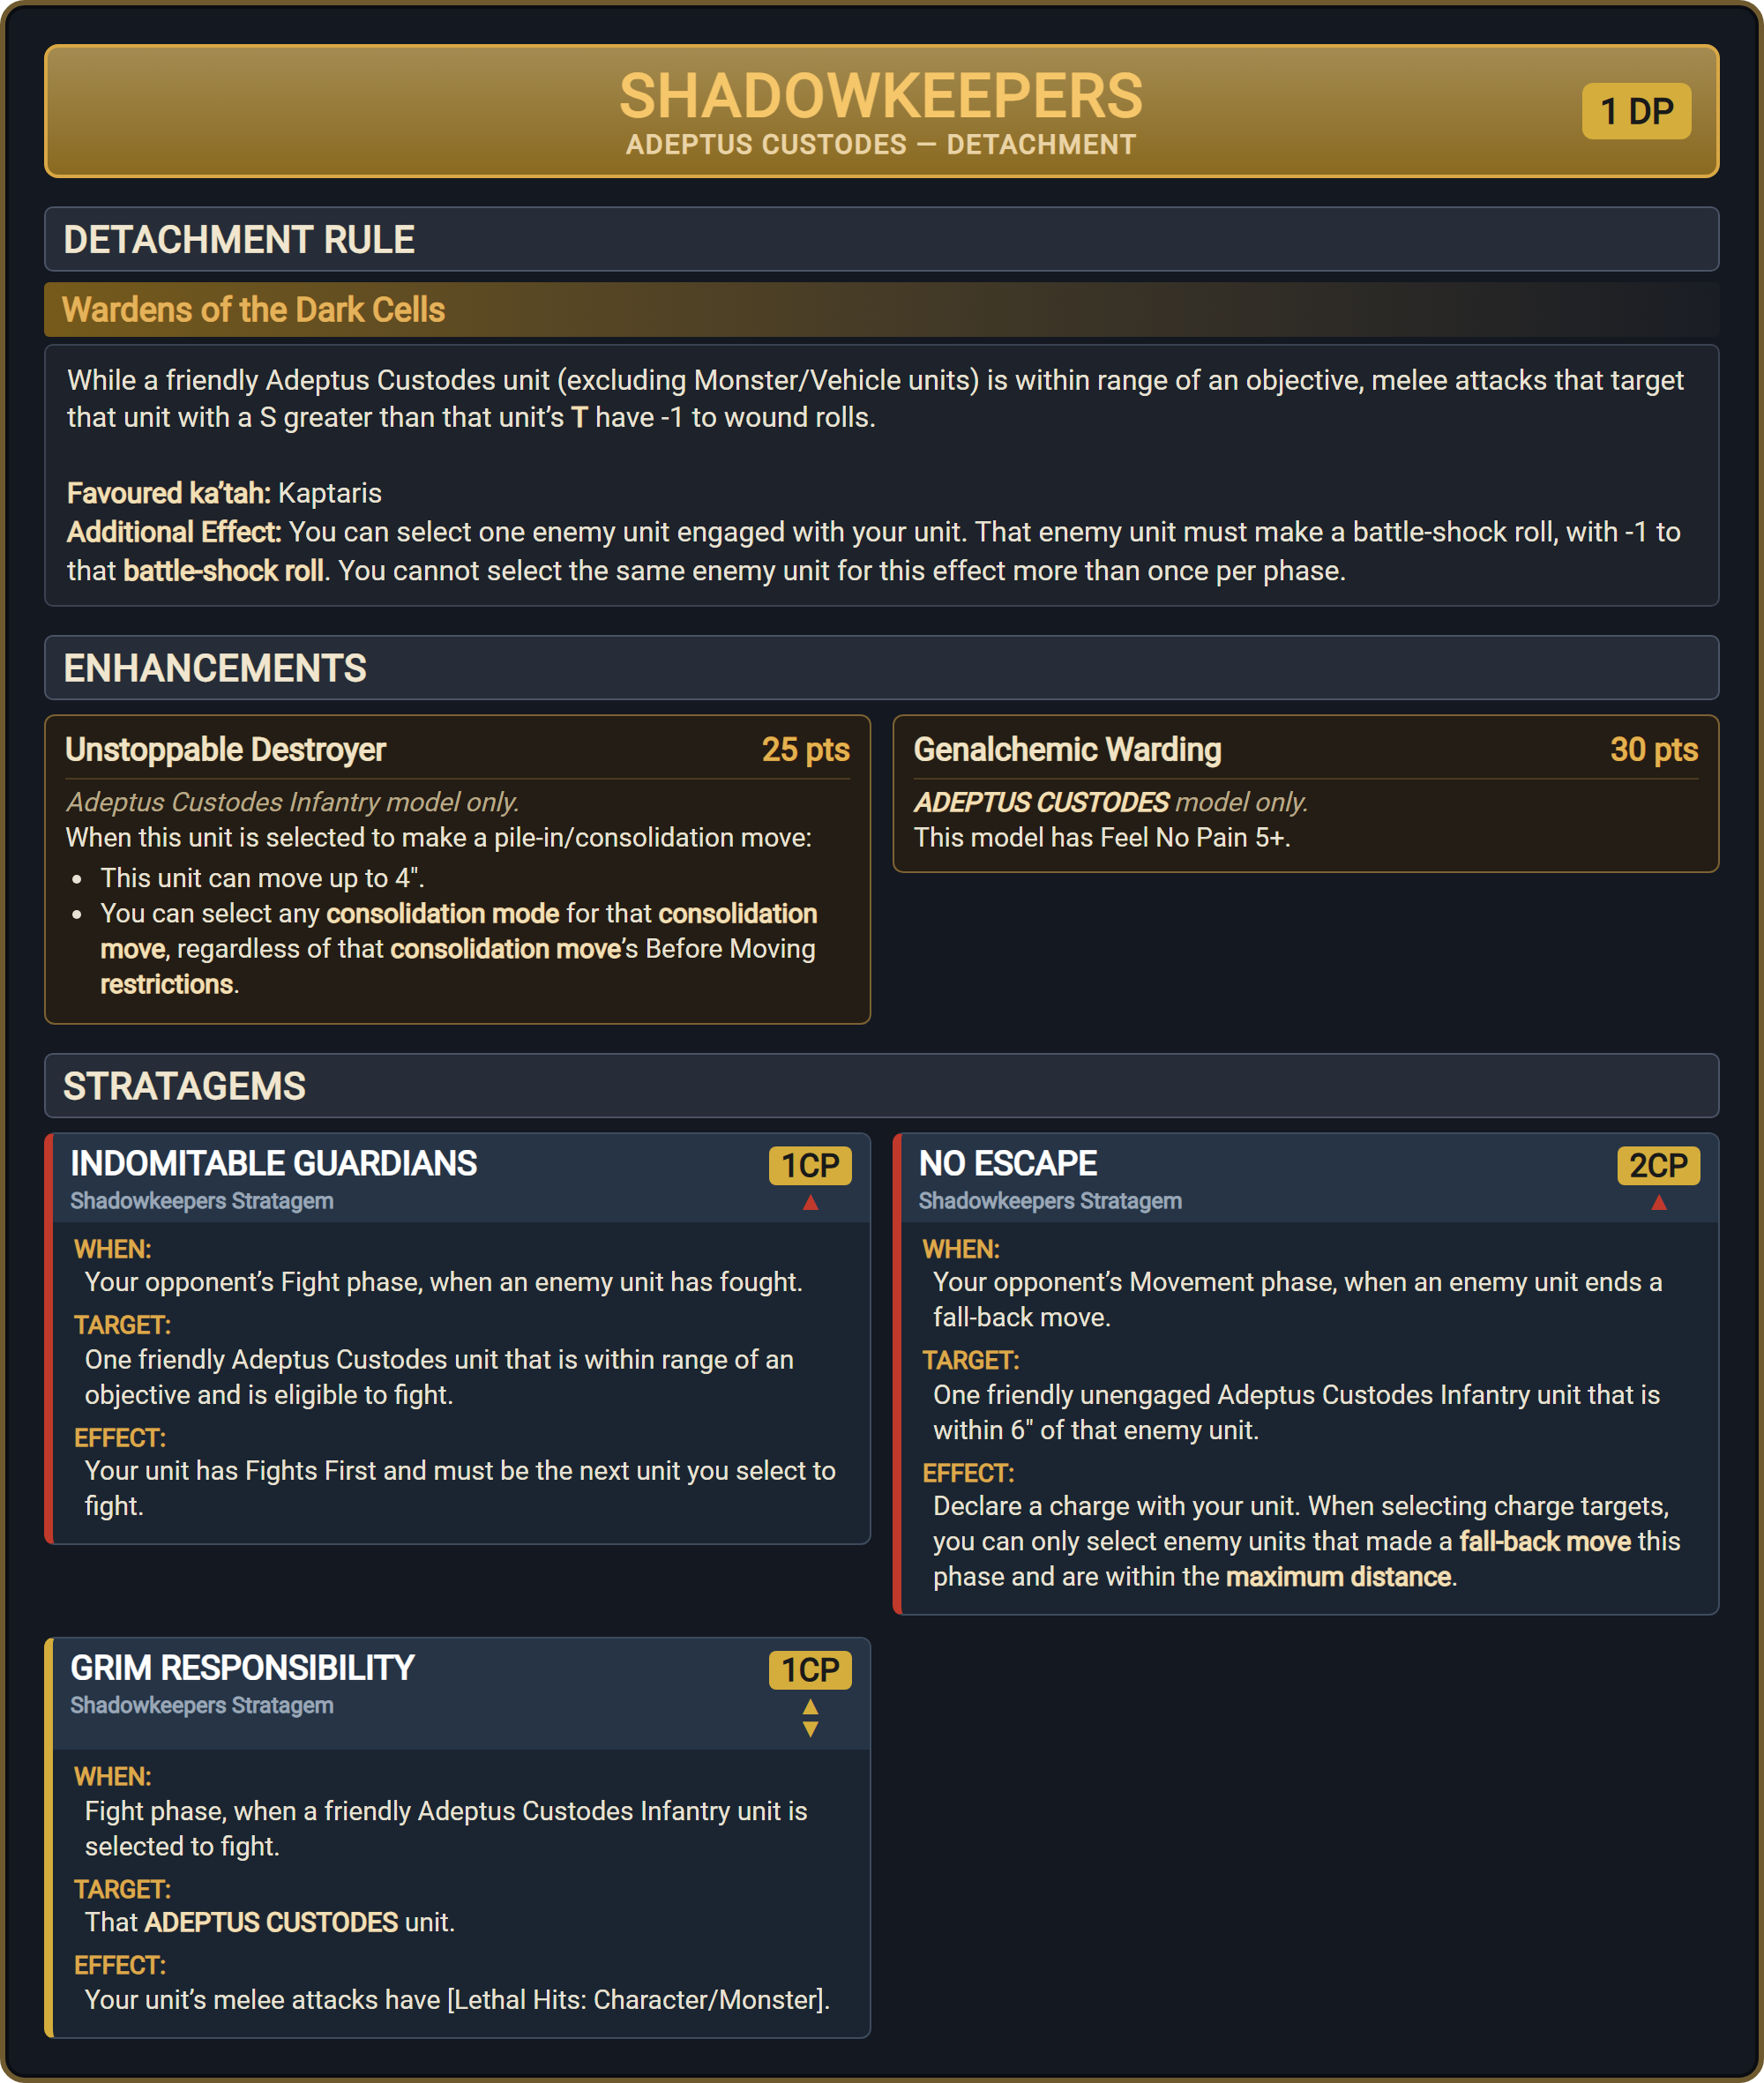 SHADOWKEEPERS
ADEPTUS CUSTODES — DETACHMENT
1 DP
DETACHMENT RULE
Wardens of the Dark Cells
While a friendly Adeptus Custodes unit (excluding Monster/Vehicle units) is within range of an objective, melee attacks that target
that unit with a S greater than that unit’s T have -1 to wound rolls.
Favoured ka’tah: Kaptaris
Additional Effect: You can select one enemy unit engaged with your unit. That enemy unit must make a battle-shock roll, with -1 to
that battle-shock roll. You cannot select the same enemy unit for this effect more than once per phase.
ENHANCEMENTS
Unstoppable Destroyer 25 pts
Adeptus Custodes Infantry model only.
When this unit is selected to make a pile-in/consolidation move:
• This unit can move up to 4".
• You can select any consolidation mode for that consolidation
move, regardless of that consolidation move’s Before Moving
restrictions.
Genalchemic Warding 30 pts
ADEPTUS CUSTODES model only.
This model has Feel No Pain 5+.
STRATAGEMS
INDOMITABLE GUARDIANS 1CP
Shadowkeepers Stratagem ▲
WHEN:
Your opponent’s Fight phase, when an enemy unit has fought.
TARGET:
One friendly Adeptus Custodes unit that is within range of an
objective and is eligible to fight.
EFFECT:
Your unit has Fights First and must be the next unit you select to
fight.
NO ESCAPE 2CP
Shadowkeepers Stratagem ▲
WHEN:
Your opponent’s Movement phase, when an enemy unit ends a
fall-back move.
TARGET:
One friendly unengaged Adeptus Custodes Infantry unit that is
within 6" of that enemy unit.
EFFECT:
Declare a charge with your unit. When selecting charge targets,
you can only select enemy units that made a fall-back move this
phase and are within the maximum distance.
GRIM RESPONSIBILITY 1CP
Shadowkeepers Stratagem ▲
▼
WHEN:
Fight phase, when a friendly Adeptus Custodes Infantry unit is
selected to fight.
TARGET:
That ADEPTUS CUSTODES unit.
EFFECT:
Your unit’s melee attacks have [Lethal Hits: Character/Monster].